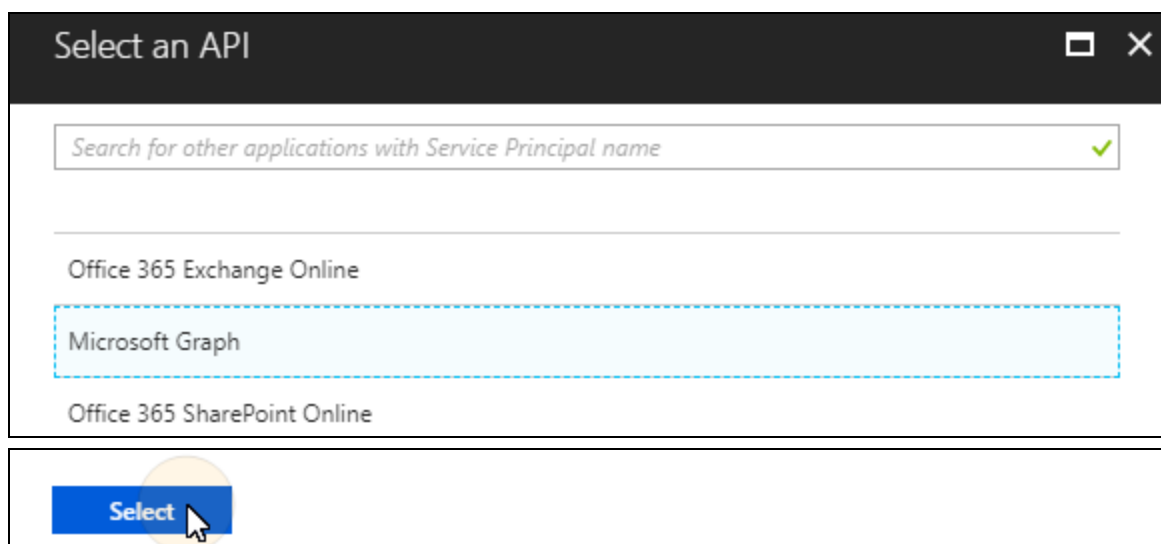 Select an API
Search for other applications with Service Principal name
Office 365 Exchange Online
Microsoft Graph
Office 365 SharePoint Online
Select